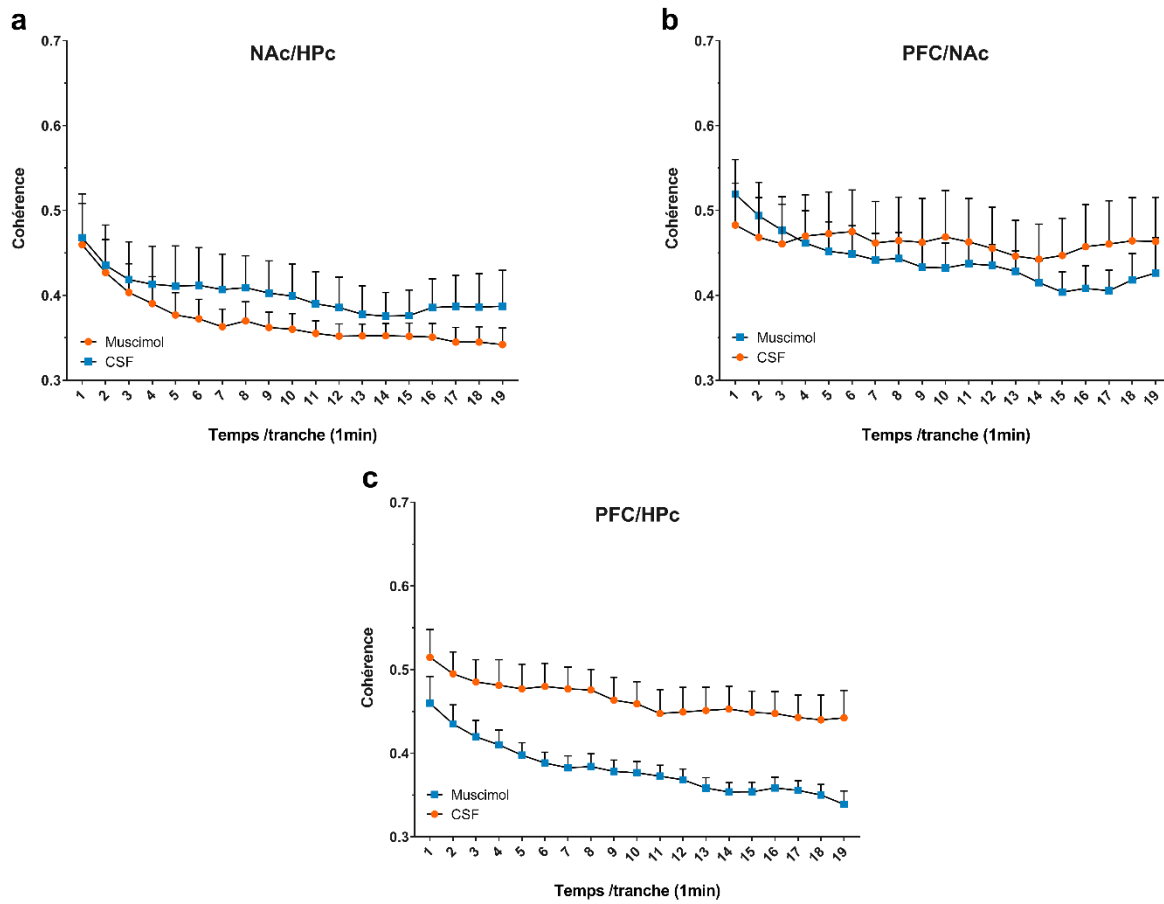 a
NAc/HPc
0.7
0.6
0.5
0.4
0.3
Cohérence
Muscimol
CSF
1 2 3 4 5 6 7 8 9 10 11 12 13 14 15 16 17 18 19
Temps /tranche (1min)
b
PFC/NAc
0.7
0.6
0.5
0.4
0.3
Cohérence
Muscimol
CSF
1 2 3 4 5 6 7 8 9 10 11 12 13 14 15 16 17 18 19
Temps /tranche (1min)
c
PFC/HPc
0.7
0.6
0.5
0.4
0.3
Cohérence
Muscimol
CSF
1 2 3 4 5 6 7 8 9 10 11 12 13 14 15 16 17 18 19
Temps /tranche (1min)